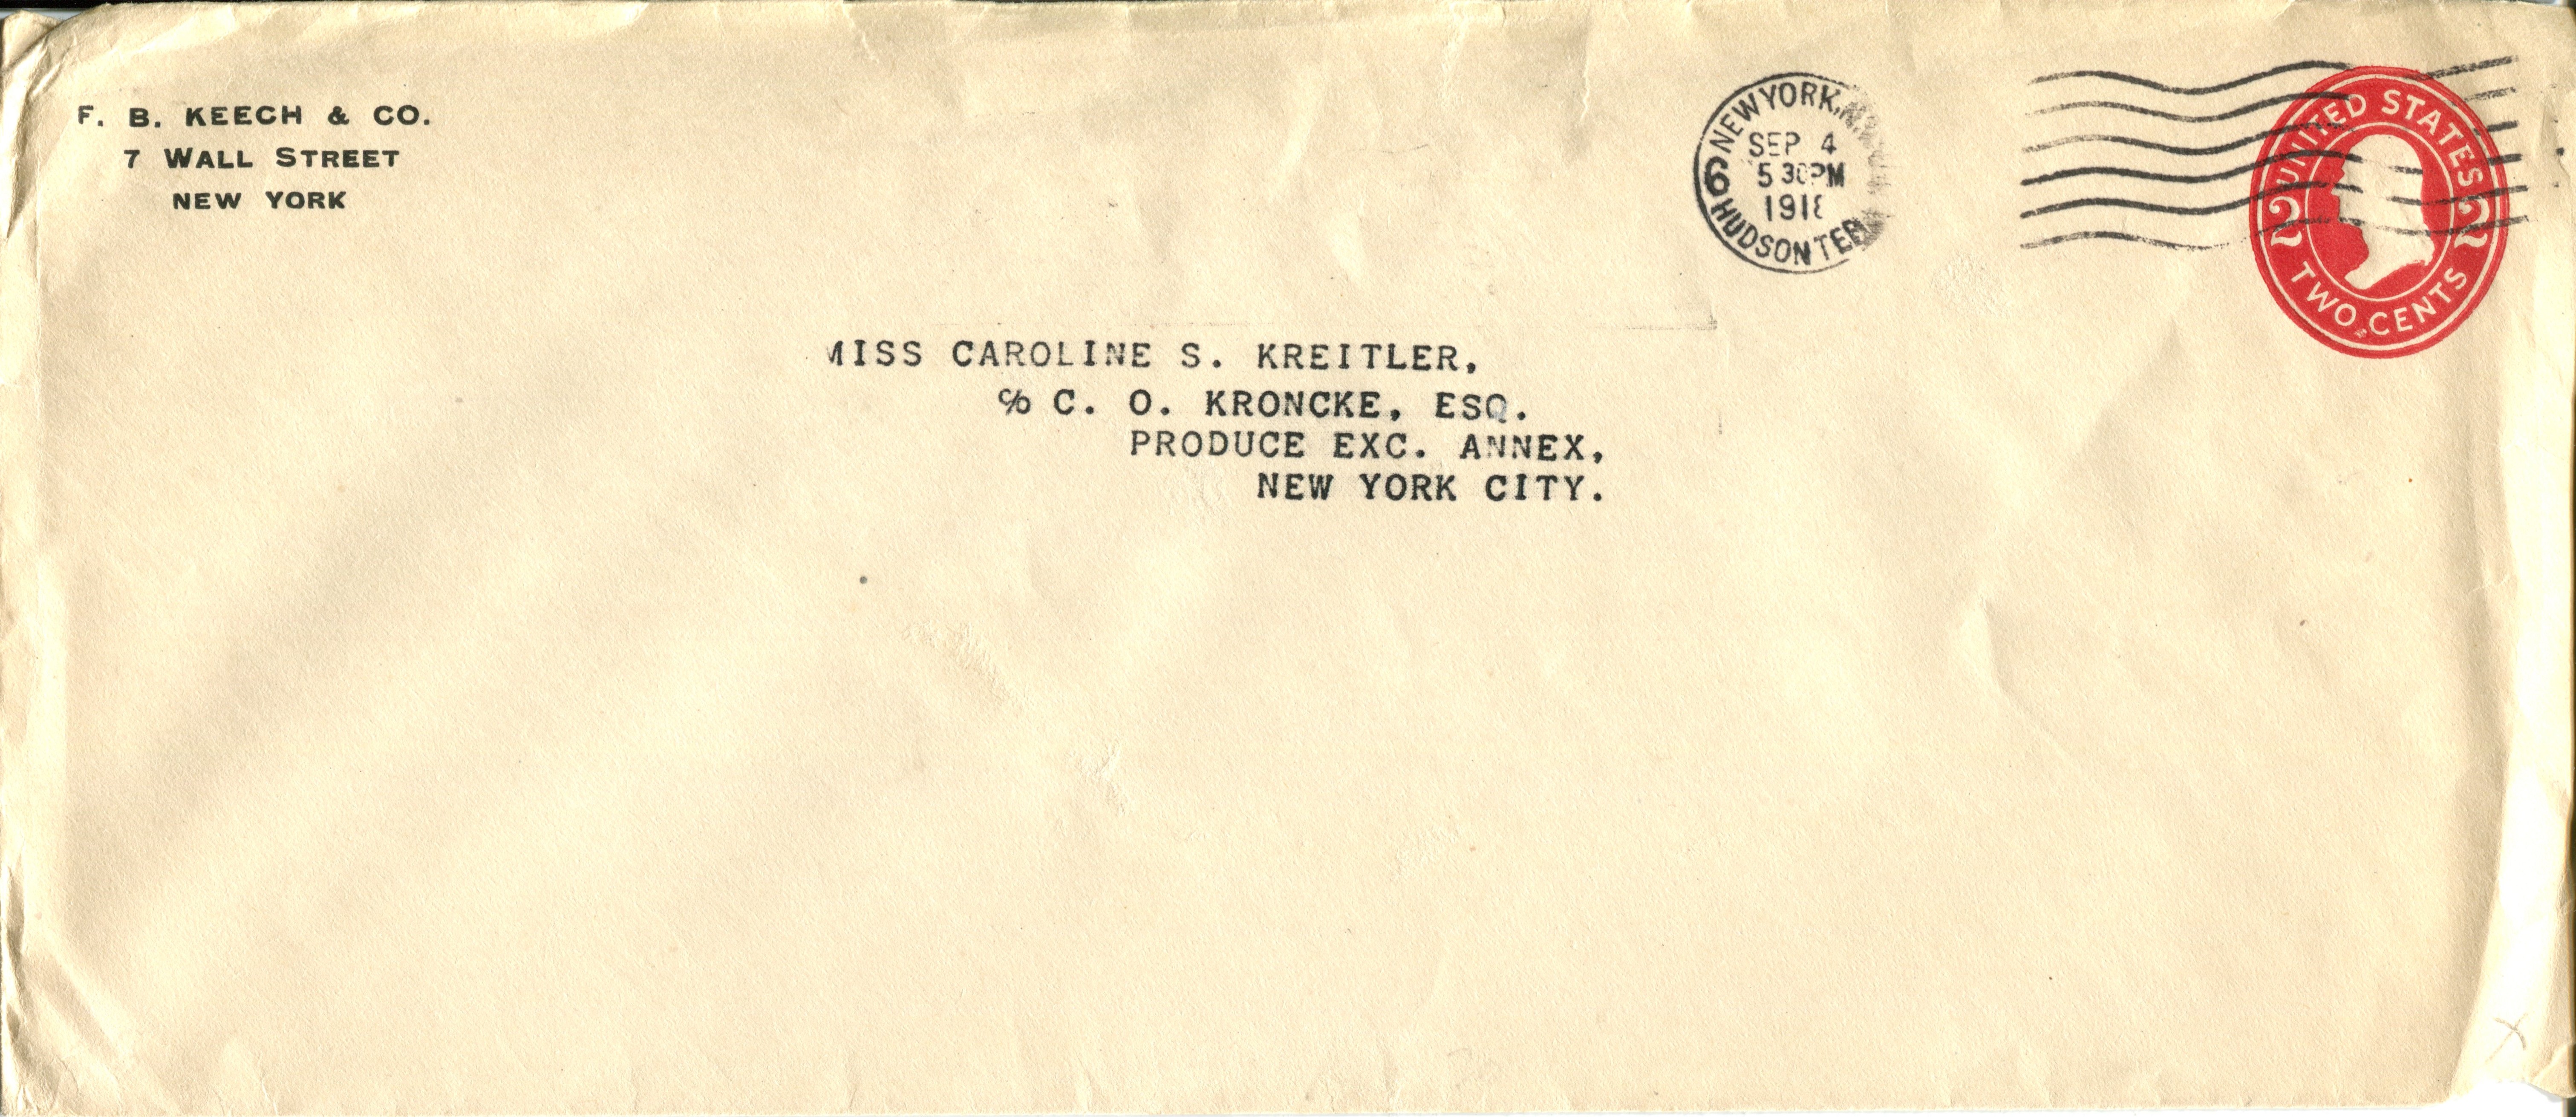 F. B. KEECH & CO.
7 WALL STREET
NEW YORK
NEW YORK, N.Y.
SEP 4
5 30 PM
1918
6 HUDSON TER
UNITED STATES
2 2
TWO CENTS
MISS CAROLINE S. KREITLER,
℅ C. O. KRONCKE, ESQ.
PRODUCE EXC. ANNEX,
NEW YORK CITY.